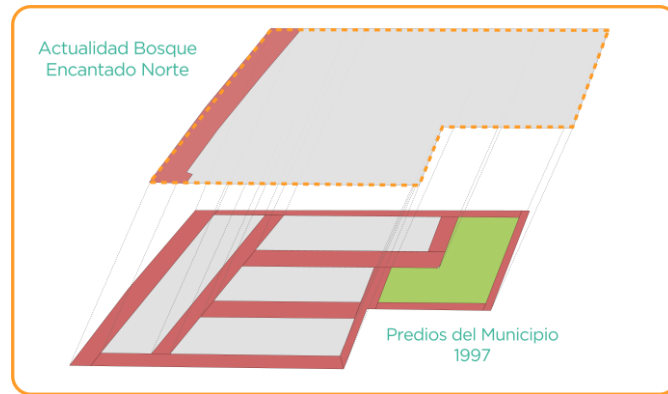 Actualidad Bosque
Encantado Norte
Predios del Municipio
1997